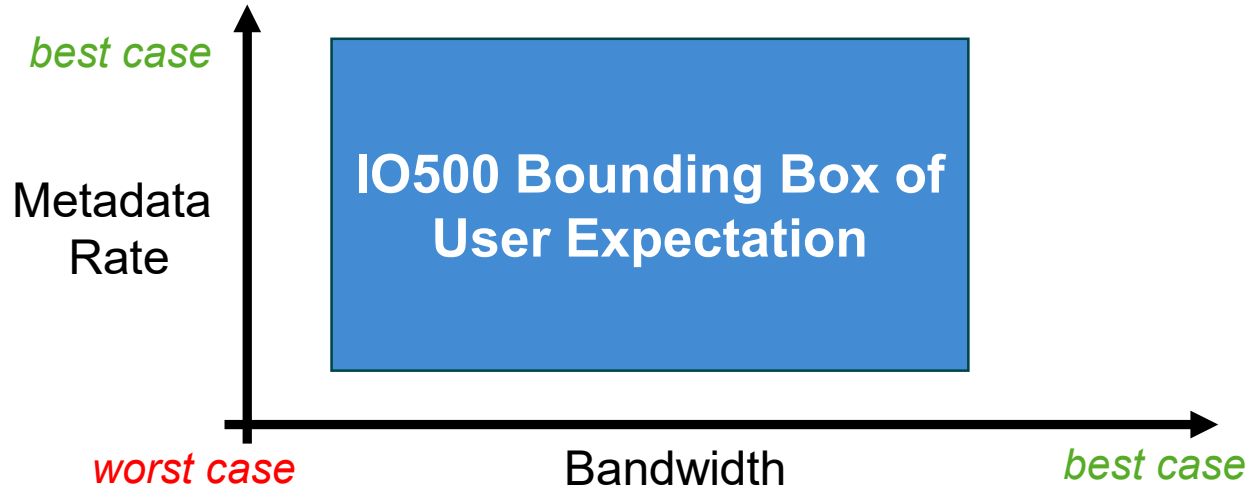 best case
IO500 Bounding Box of
User Expectation
Metadata
Rate
worst case
Bandwidth
best case